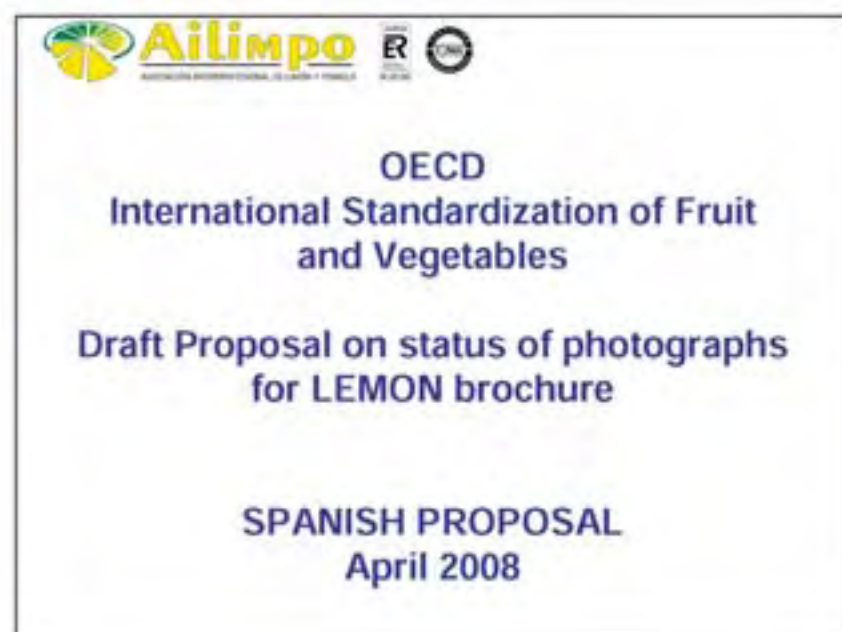 Ailimpo
OECD
International Standardization of Fruit
and Vegetables
Draft Proposal on status of photographs
for LEMON brochure
SPANISH PROPOSAL
April 2008